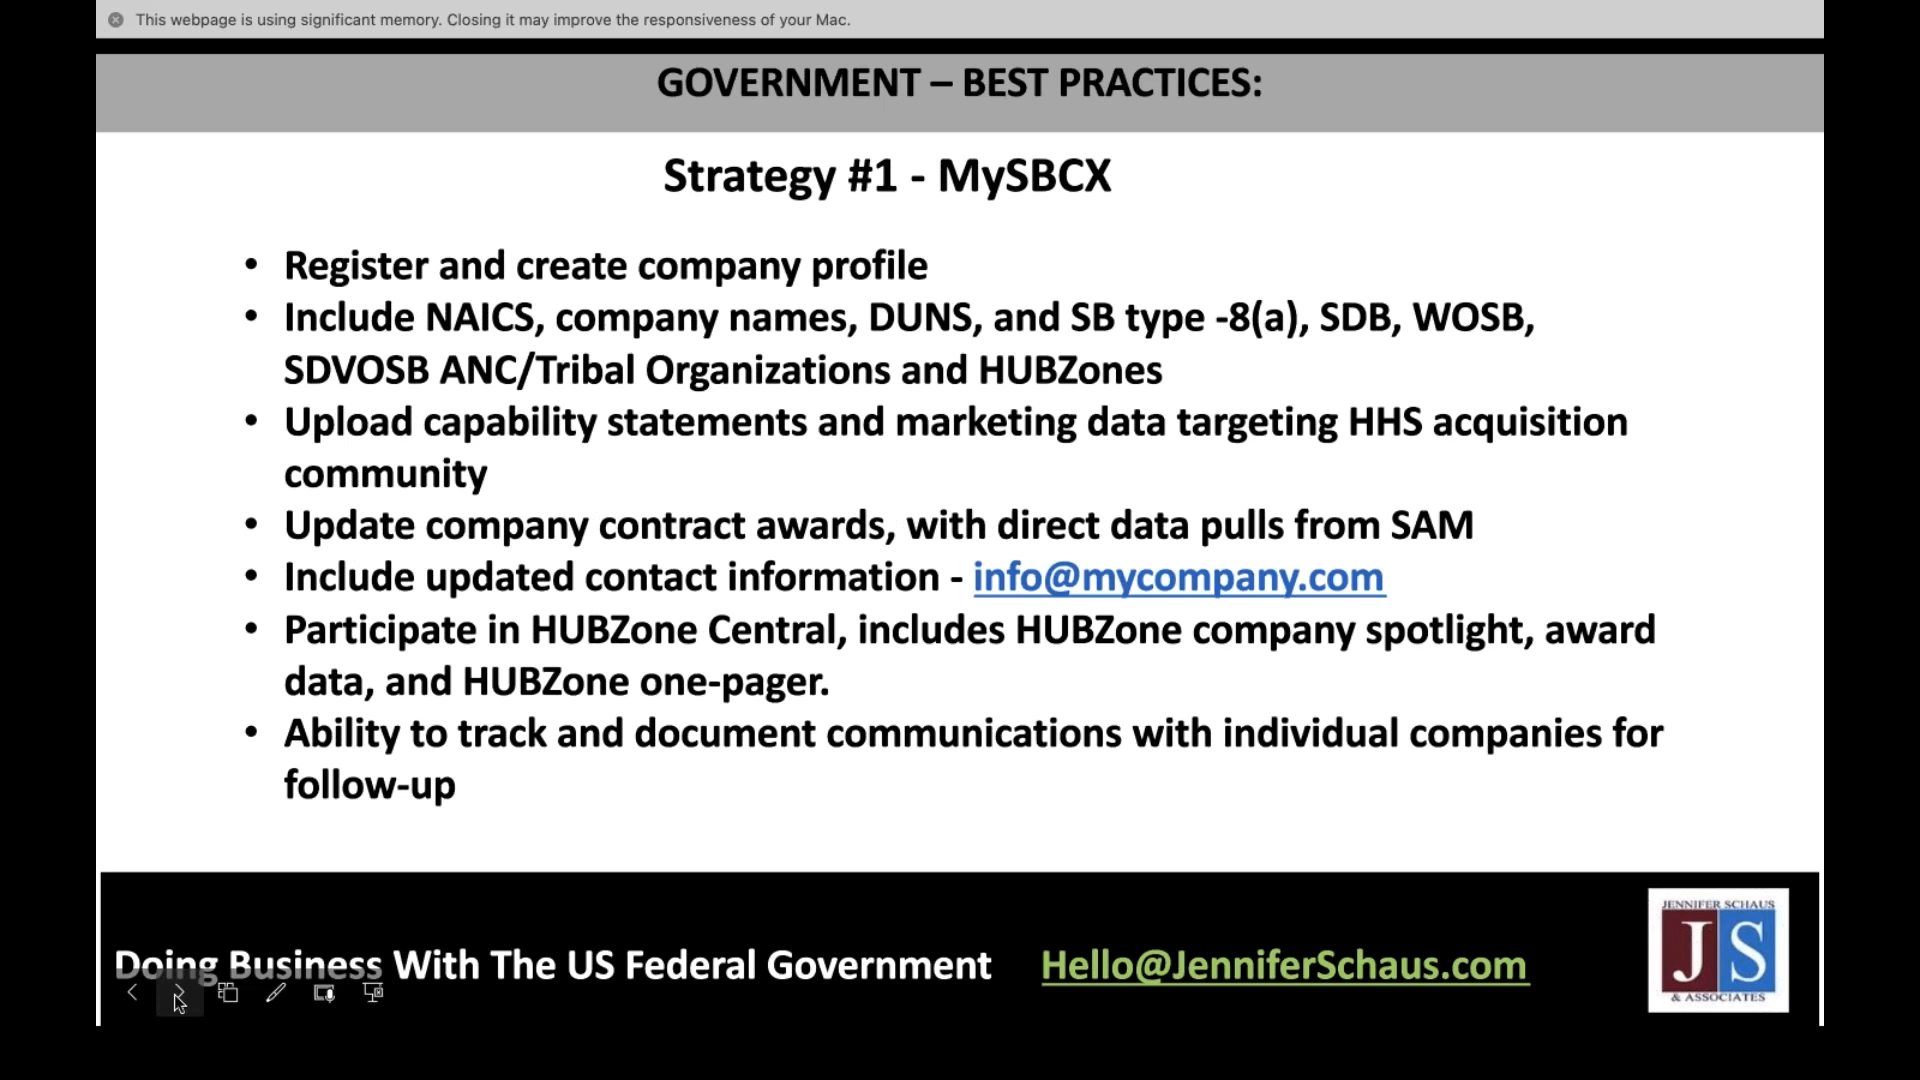 This webpage is using significant memory. Closing it may improve the responsiveness of your Mac.
GOVERNMENT – BEST PRACTICES:
Strategy #1 - MySBCX
• Register and create company profile
• Include NAICS, company names, DUNS, and SB type -8(a), SDB, WOSB,
SDVOSB ANC/Tribal Organizations and HUBZones
• Upload capability statements and marketing data targeting HHS acquisition
community
• Update company contract awards, with direct data pulls from SAM
• Include updated contact information - info@mycompany.com
• Participate in HUBZone Central, includes HUBZone company spotlight, award
data, and HUBZone one-pager.
• Ability to track and document communications with individual companies for
follow-up
Doing Business With The US Federal Government Hello@JenniferSchaus.com
JENNIFER SCHAUS
JS
& ASSOCIATES